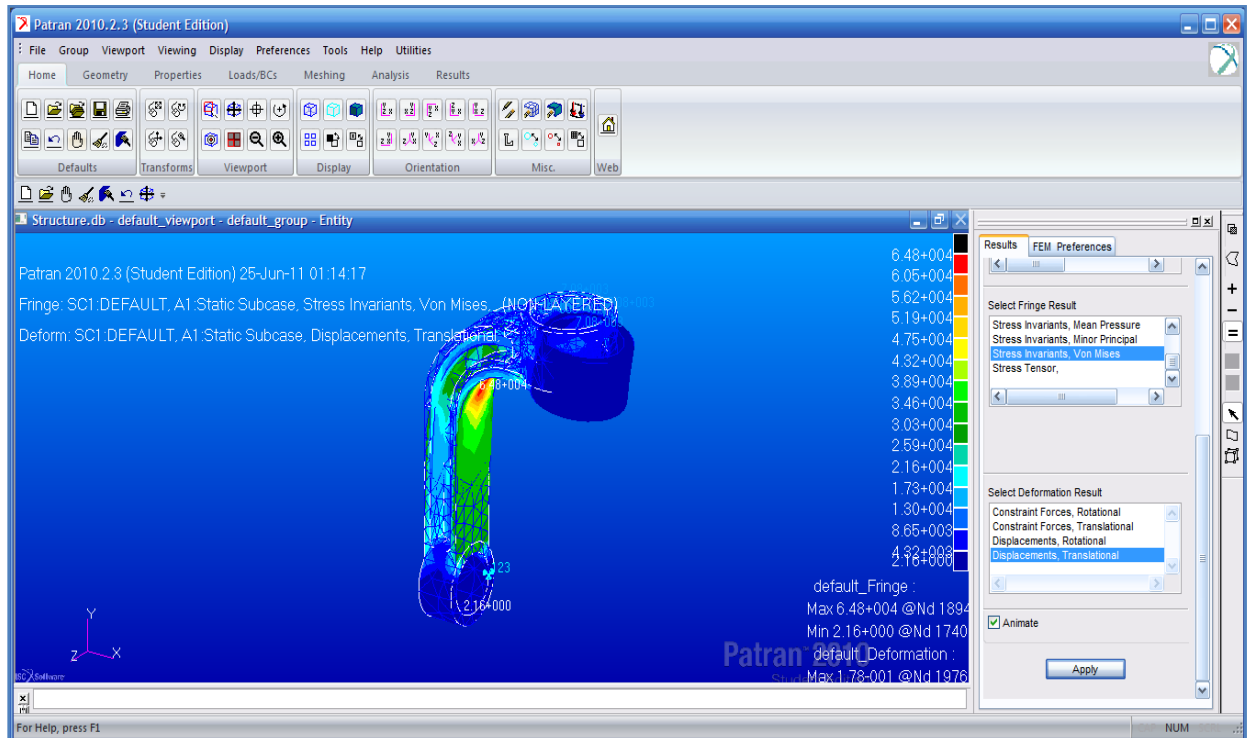 Patran 2010.2.3 (Student Edition)
File Group Viewport Viewing Display Preferences Tools Help Utilities
Home Geometry Properties Loads/BCs Meshing Analysis Results
Defaults Transforms Viewport Display Orientation Misc. Web
Structure.db - default_viewport - default_group - Entity
Patran 2010.2.3 (Student Edition) 25-Jun-11 01:14:17
Fringe: SC1:DEFAULT, A1:Static Subcase, Stress Invariants, Von Mises, (NON-LAYERED)
Deform: SC1:DEFAULT, A1:Static Subcase, Displacements, Translational,
6.48+004
123
2.16+000
Y
Z X
6.48+004
6.05+004
5.62+004
5.19+004
4.75+004
4.32+004
3.89+004
3.46+004
3.03+004
2.59+004
2.16+004
1.73+004
1.30+004
8.65+003
4.32+003
2.16+000
default_Fringe :
Max 6.48+004 @Nd 1894
Min 2.16+000 @Nd 1740
Patran 2010
default_Deformation :
Max 1.78-001 @Nd 1976
Results FEM Preferences
Select Fringe Result
Stress Invariants, Mean Pressure
Stress Invariants, Minor Principal
Stress Invariants, Von Mises
Stress Tensor,
Select Deformation Result
Constraint Forces, Rotational
Constraint Forces, Translational
Displacements, Rotational
Displacements, Translational
Animate
Apply
For Help, press F1
NUM